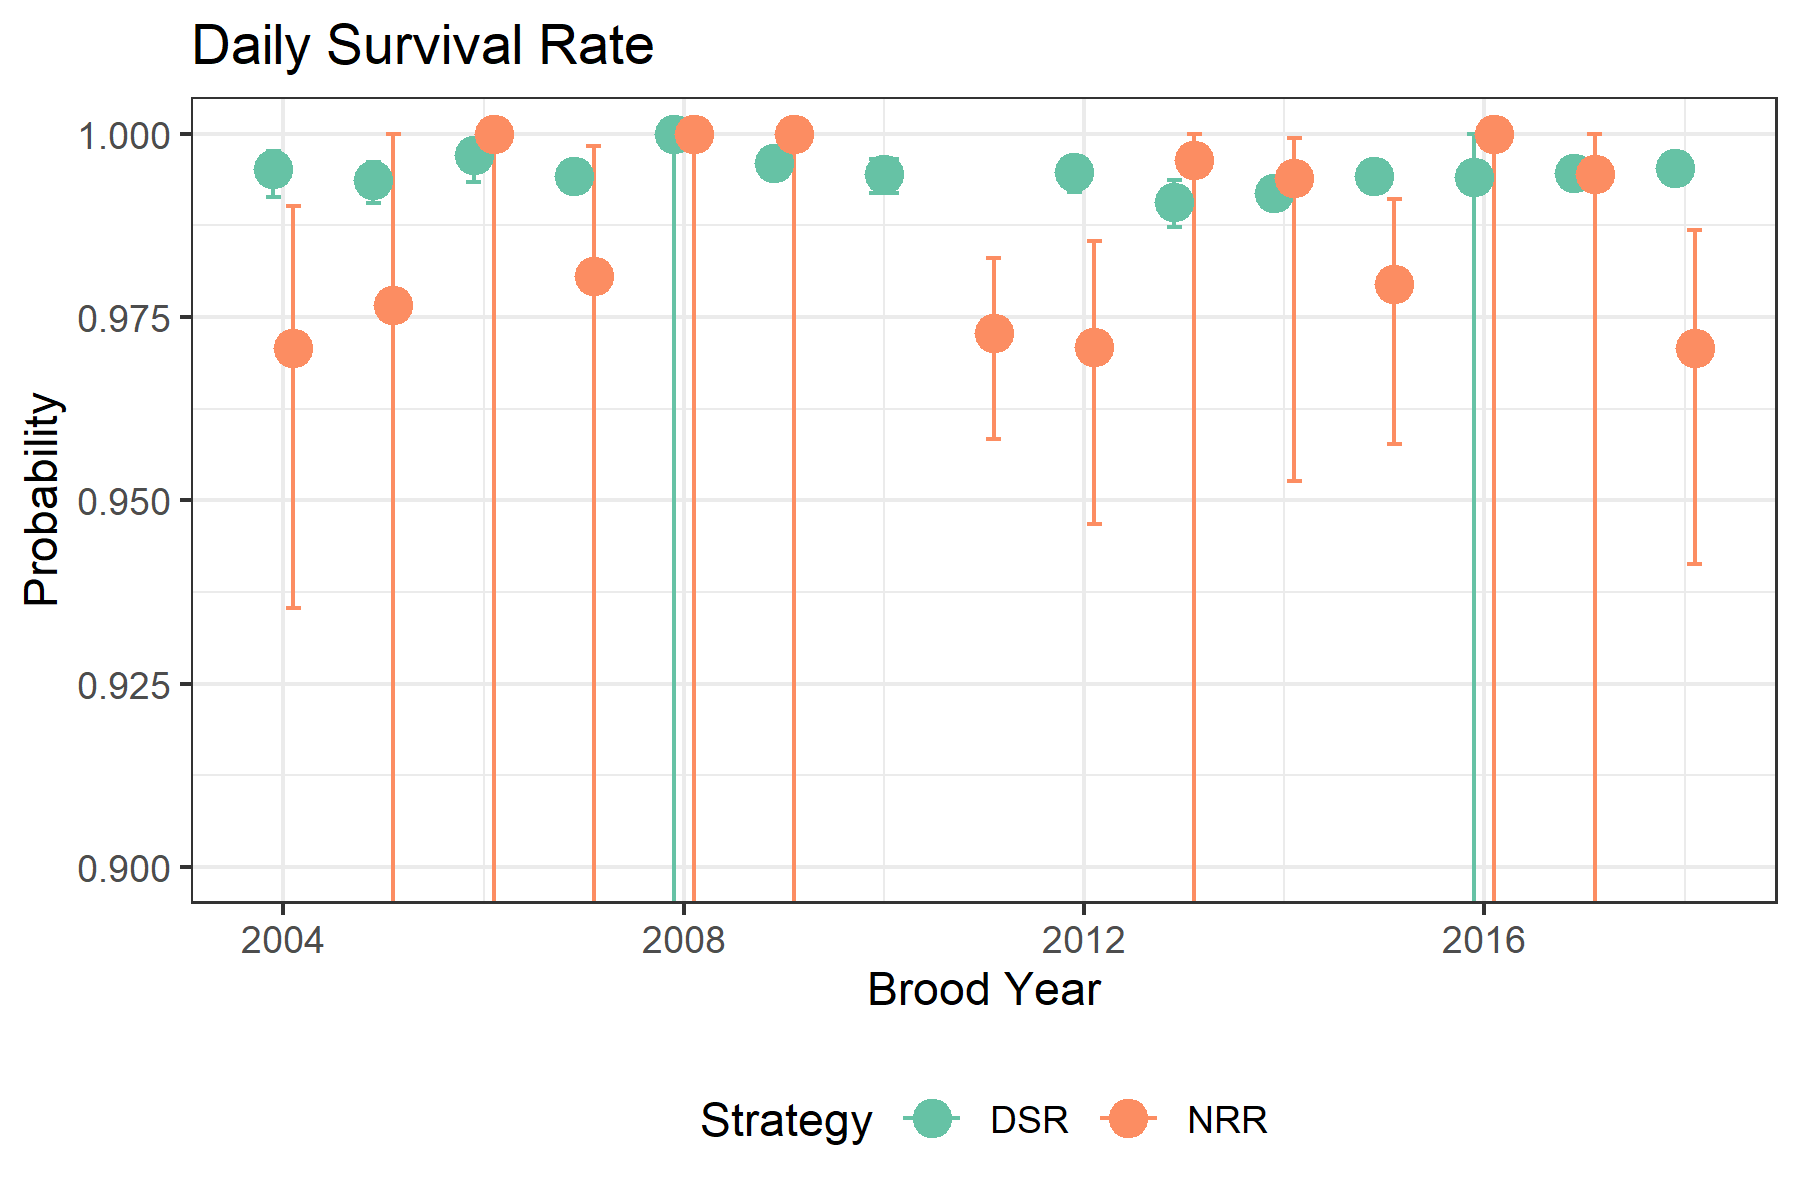 Daily Survival Rate
1.000
0.975
0.950
0.925
0.900
Probability
2004 2008 2012 2016
Brood Year
Strategy DSR NRR